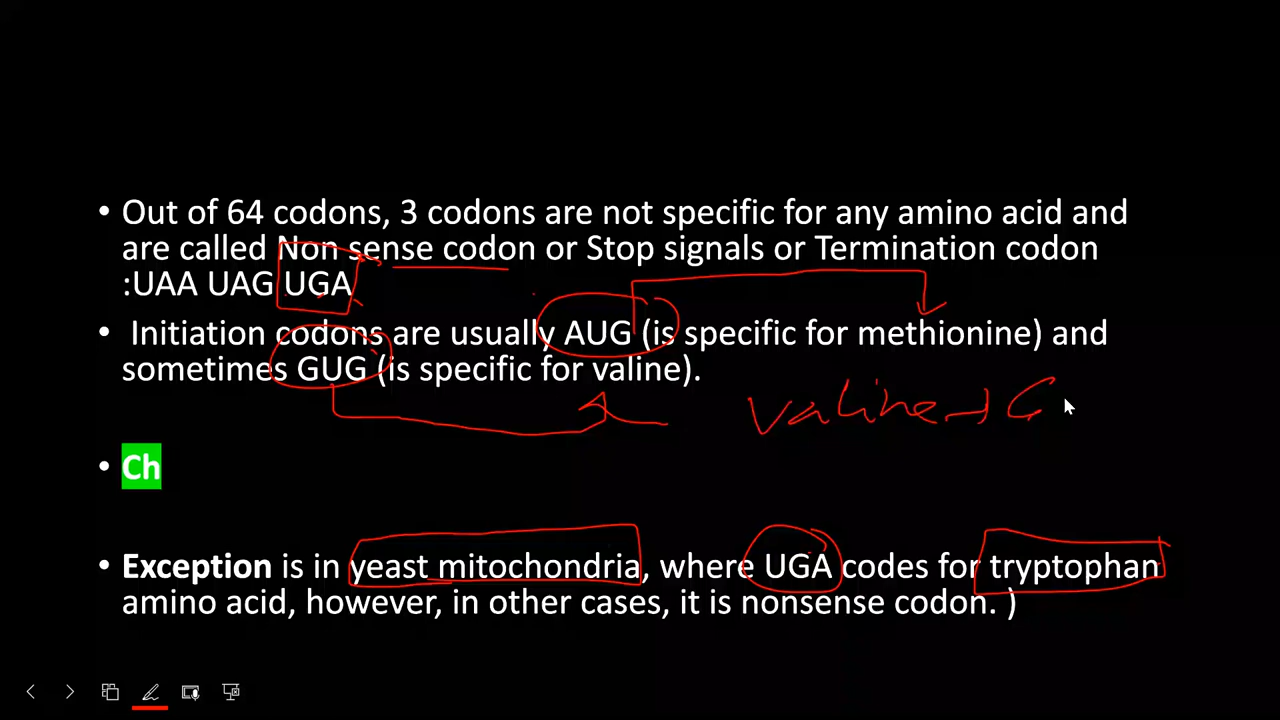 • Out of 64 codons, 3 codons are not specific for any amino acid and
are called Non sense codon or Stop signals or Termination codon
:UAA UAG UGA
• Initiation codons are usually AUG (is specific for methionine) and
sometimes GUG (is specific for valine).
valine → G
• Ch
• Exception is in yeast mitochondria, where UGA codes for tryptophan
amino acid, however, in other cases, it is nonsense codon. )